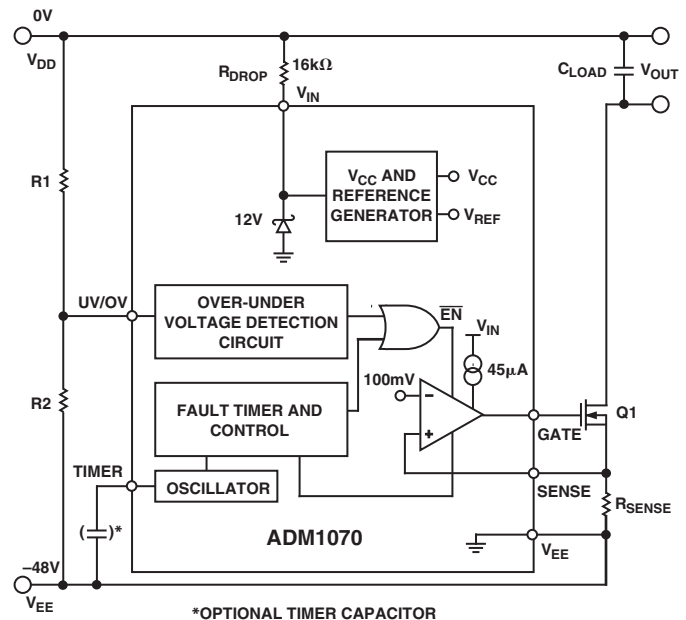 0V
VDD
RDROP
16kΩ
VIN
CLOAD
VOUT
R1
12V
VCC AND
REFERENCE
GENERATOR
VCC
VREF
UV/OV
OVER-UNDER
VOLTAGE DETECTION
CIRCUIT
EN
VIN
45μA
100mV
R2
FAULT TIMER AND
CONTROL
–
+
GATE
Q1
TIMER
OSCILLATOR
SENSE
RSENSE
( )*
ADM1070
VEE
–48V
VEE
*OPTIONAL TIMER CAPACITOR